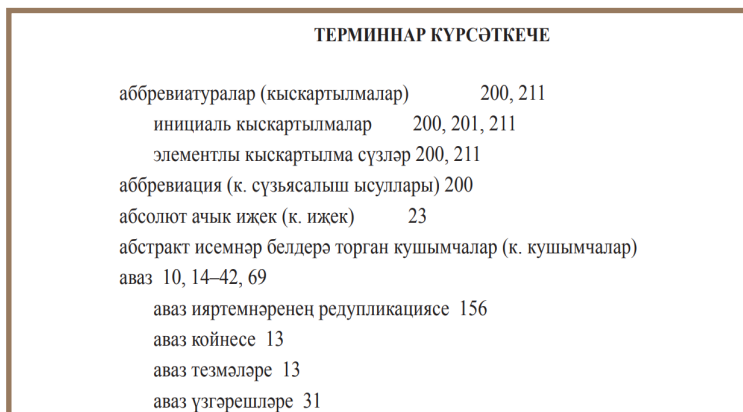 ТЕРМИННАР КҮРСӘТКЕЧЕ
аббревиатуралар (кыскартылмалар) 200, 211
инициаль кыскартылмалар 200, 201, 211
элементлы кыскартылма сүзләр 200, 211
аббревиация (к. сүзьясалыш ысуллары) 200
абсолют ачык иҗек (к. иҗек) 23
абстракт исемнәр белдерә торган кушымчалар (к. кушымчалар)
аваз 10, 14–42, 69
аваз ияртемнәренең редупликациясе 156
аваз койнесе 13
аваз тезмәләре 13
аваз үзгәрешләре 31